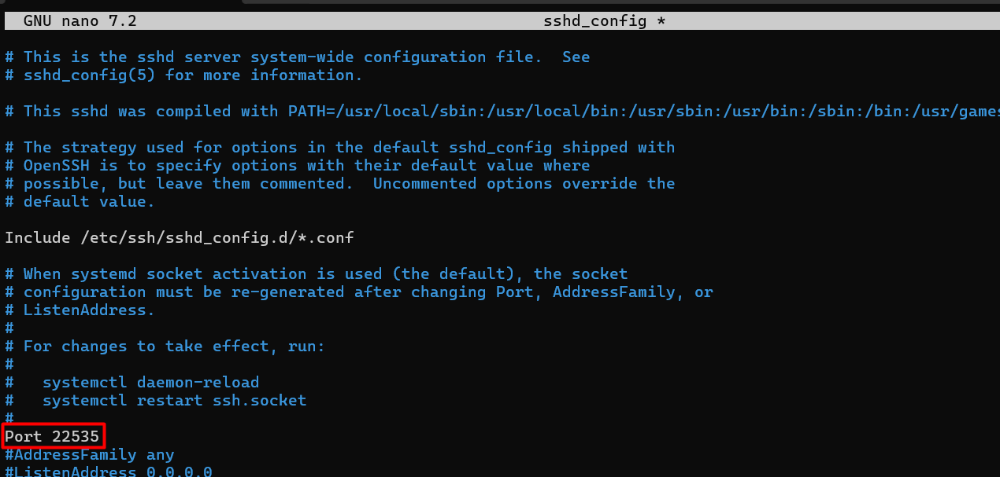 GNU nano 7.2 sshd_config *
# This is the sshd server system-wide configuration file.  See
# sshd_config(5) for more information.
# This sshd was compiled with PATH=/usr/local/sbin:/usr/local/bin:/usr/sbin:/usr/bin:/sbin:/bin:/usr/games
# The strategy used for options in the default sshd_config shipped with
# OpenSSH is to specify options with their default value where
# possible, but leave them commented.  Uncommented options override the
# default value.
Include /etc/ssh/sshd_config.d/*.conf
# When systemd socket activation is used (the default), the socket
# configuration must be re-generated after changing Port, AddressFamily, or
# ListenAddress.
#
# For changes to take effect, run:
#
#   systemctl daemon-reload
#   systemctl restart ssh.socket
#
Port 22535
#AddressFamily any
#ListenAddress 0.0.0.0